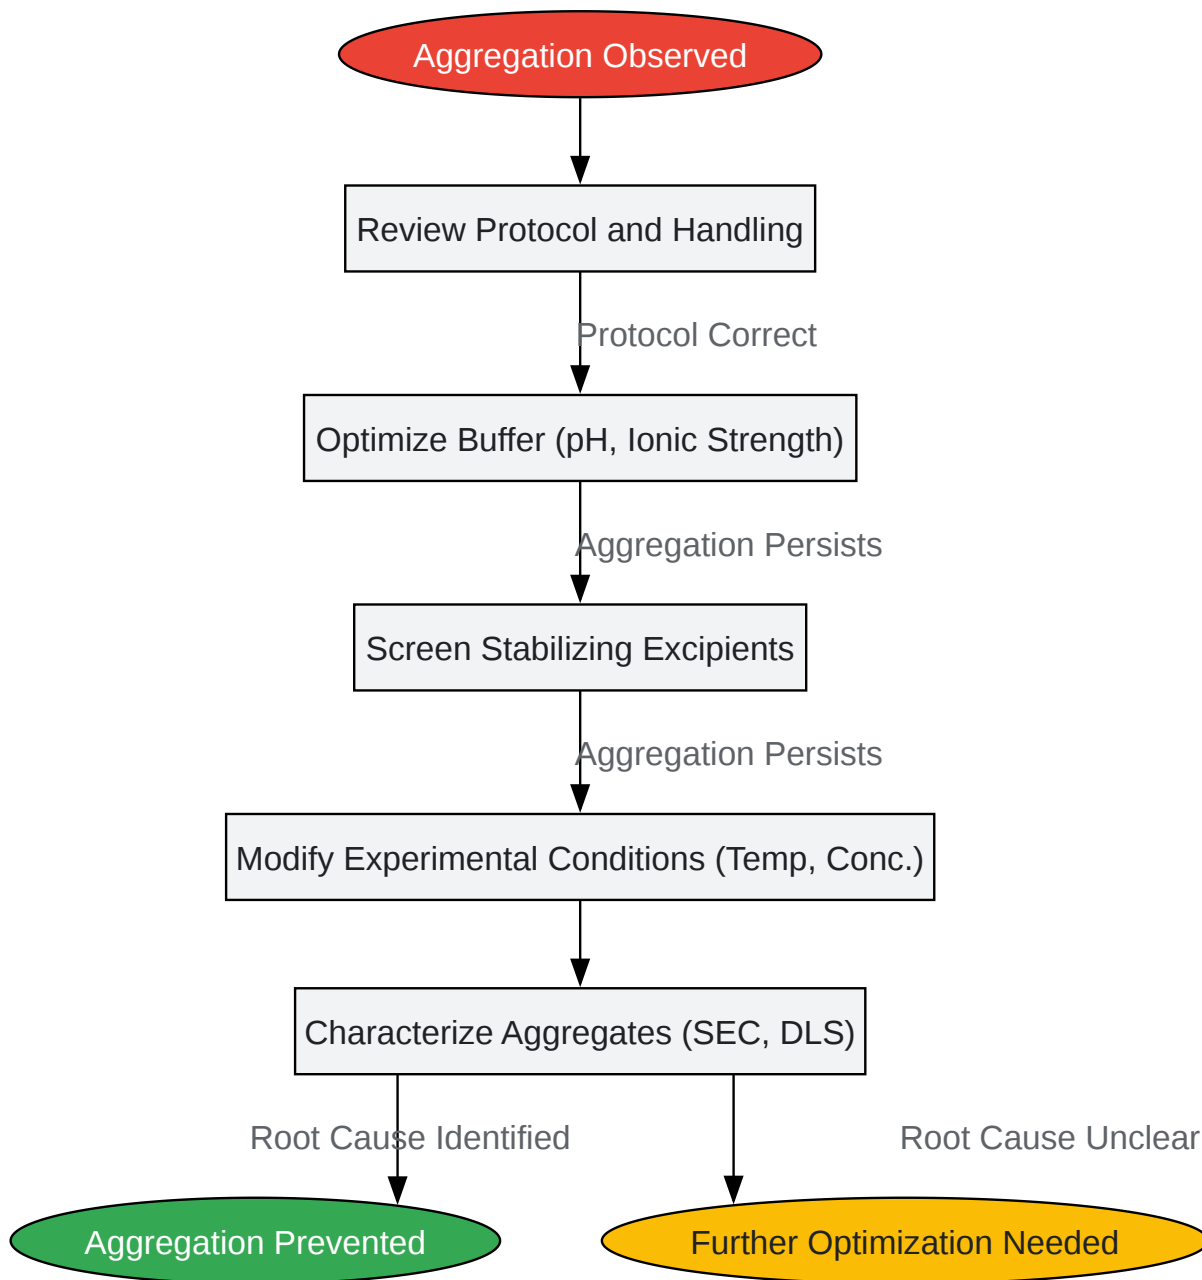 Aggregation Observed
Review Protocol and Handling
Protocol Correct
Optimize Buffer (pH, Ionic Strength)
Aggregation Persists
Screen Stabilizing Excipients
Aggregation Persists
Modify Experimental Conditions (Temp, Conc.)
Characterize Aggregates (SEC, DLS)
Root Cause Identified
Root Cause Unclear
Aggregation Prevented
Further Optimization Needed